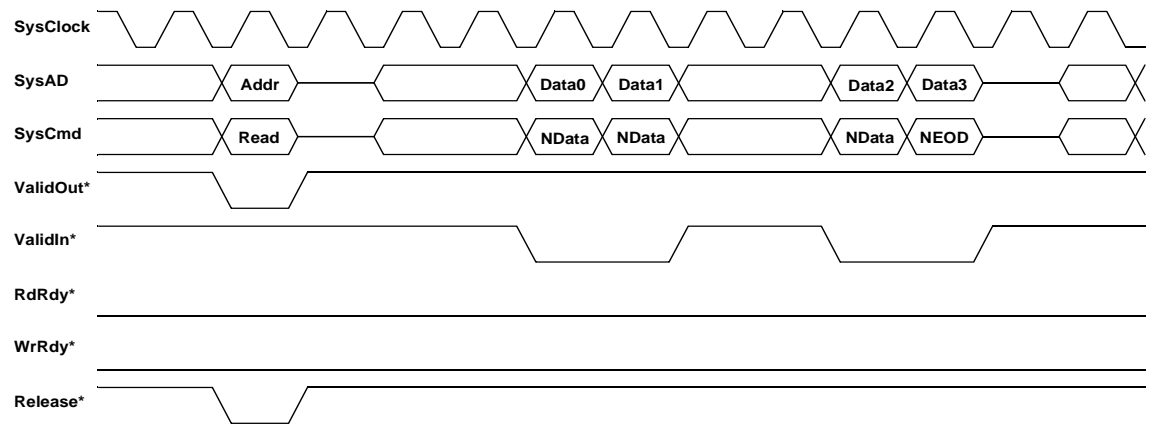 SysClock
SysAD Addr Data0 Data1 Data2 Data3
SysCmd Read NData NData NData NEOD
ValidOut*
ValidIn*
RdRdy*
WrRdy*
Release*